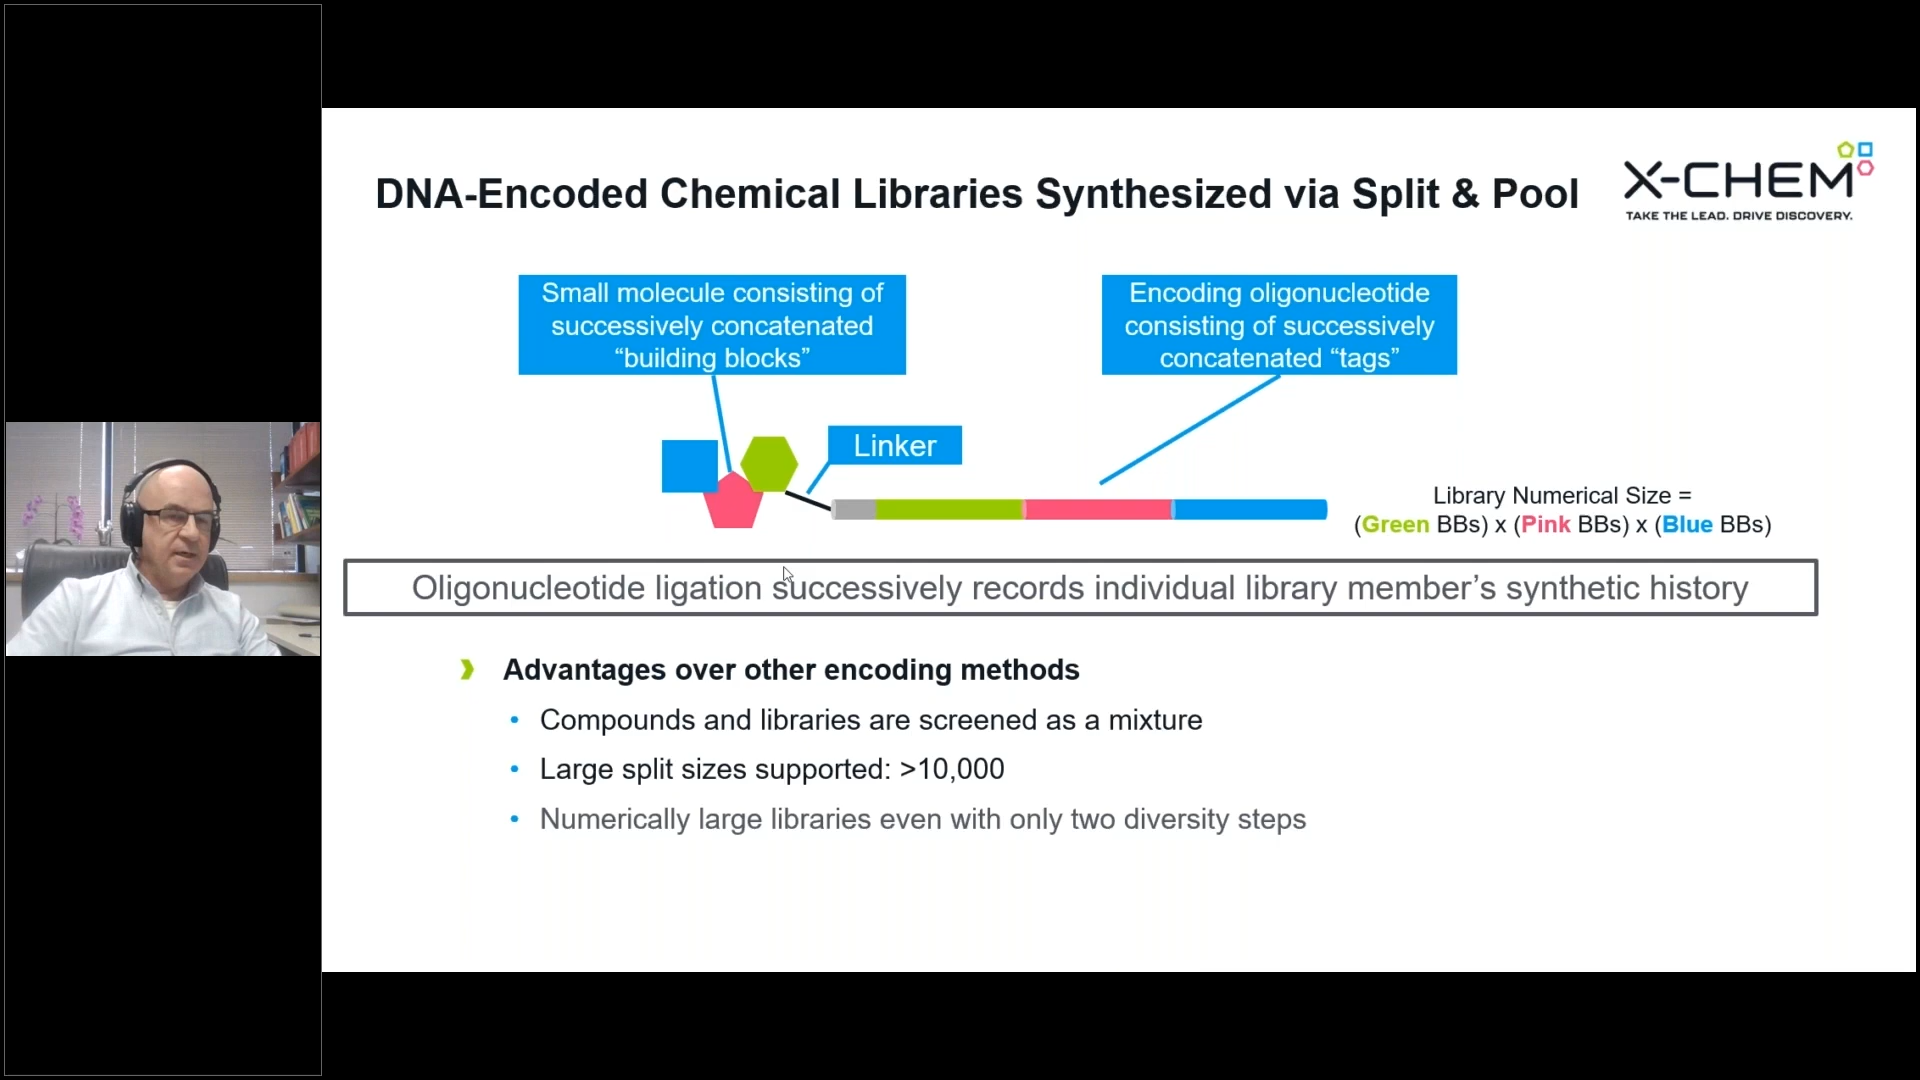 DNA-Encoded Chemical Libraries Synthesized via Split & Pool
X-CHEM
TAKE THE LEAD. DRIVE DISCOVERY.
Small molecule consisting of
successively concatenated
“building blocks”
Encoding oligonucleotide
consisting of successively
concatenated “tags”
Linker
Library Numerical Size =
(Green BBs) x (Pink BBs) x (Blue BBs)
Oligonucleotide ligation successively records individual library member’s synthetic history
Advantages over other encoding methods
• Compounds and libraries are screened as a mixture
• Large split sizes supported: >10,000
• Numerically large libraries even with only two diversity steps